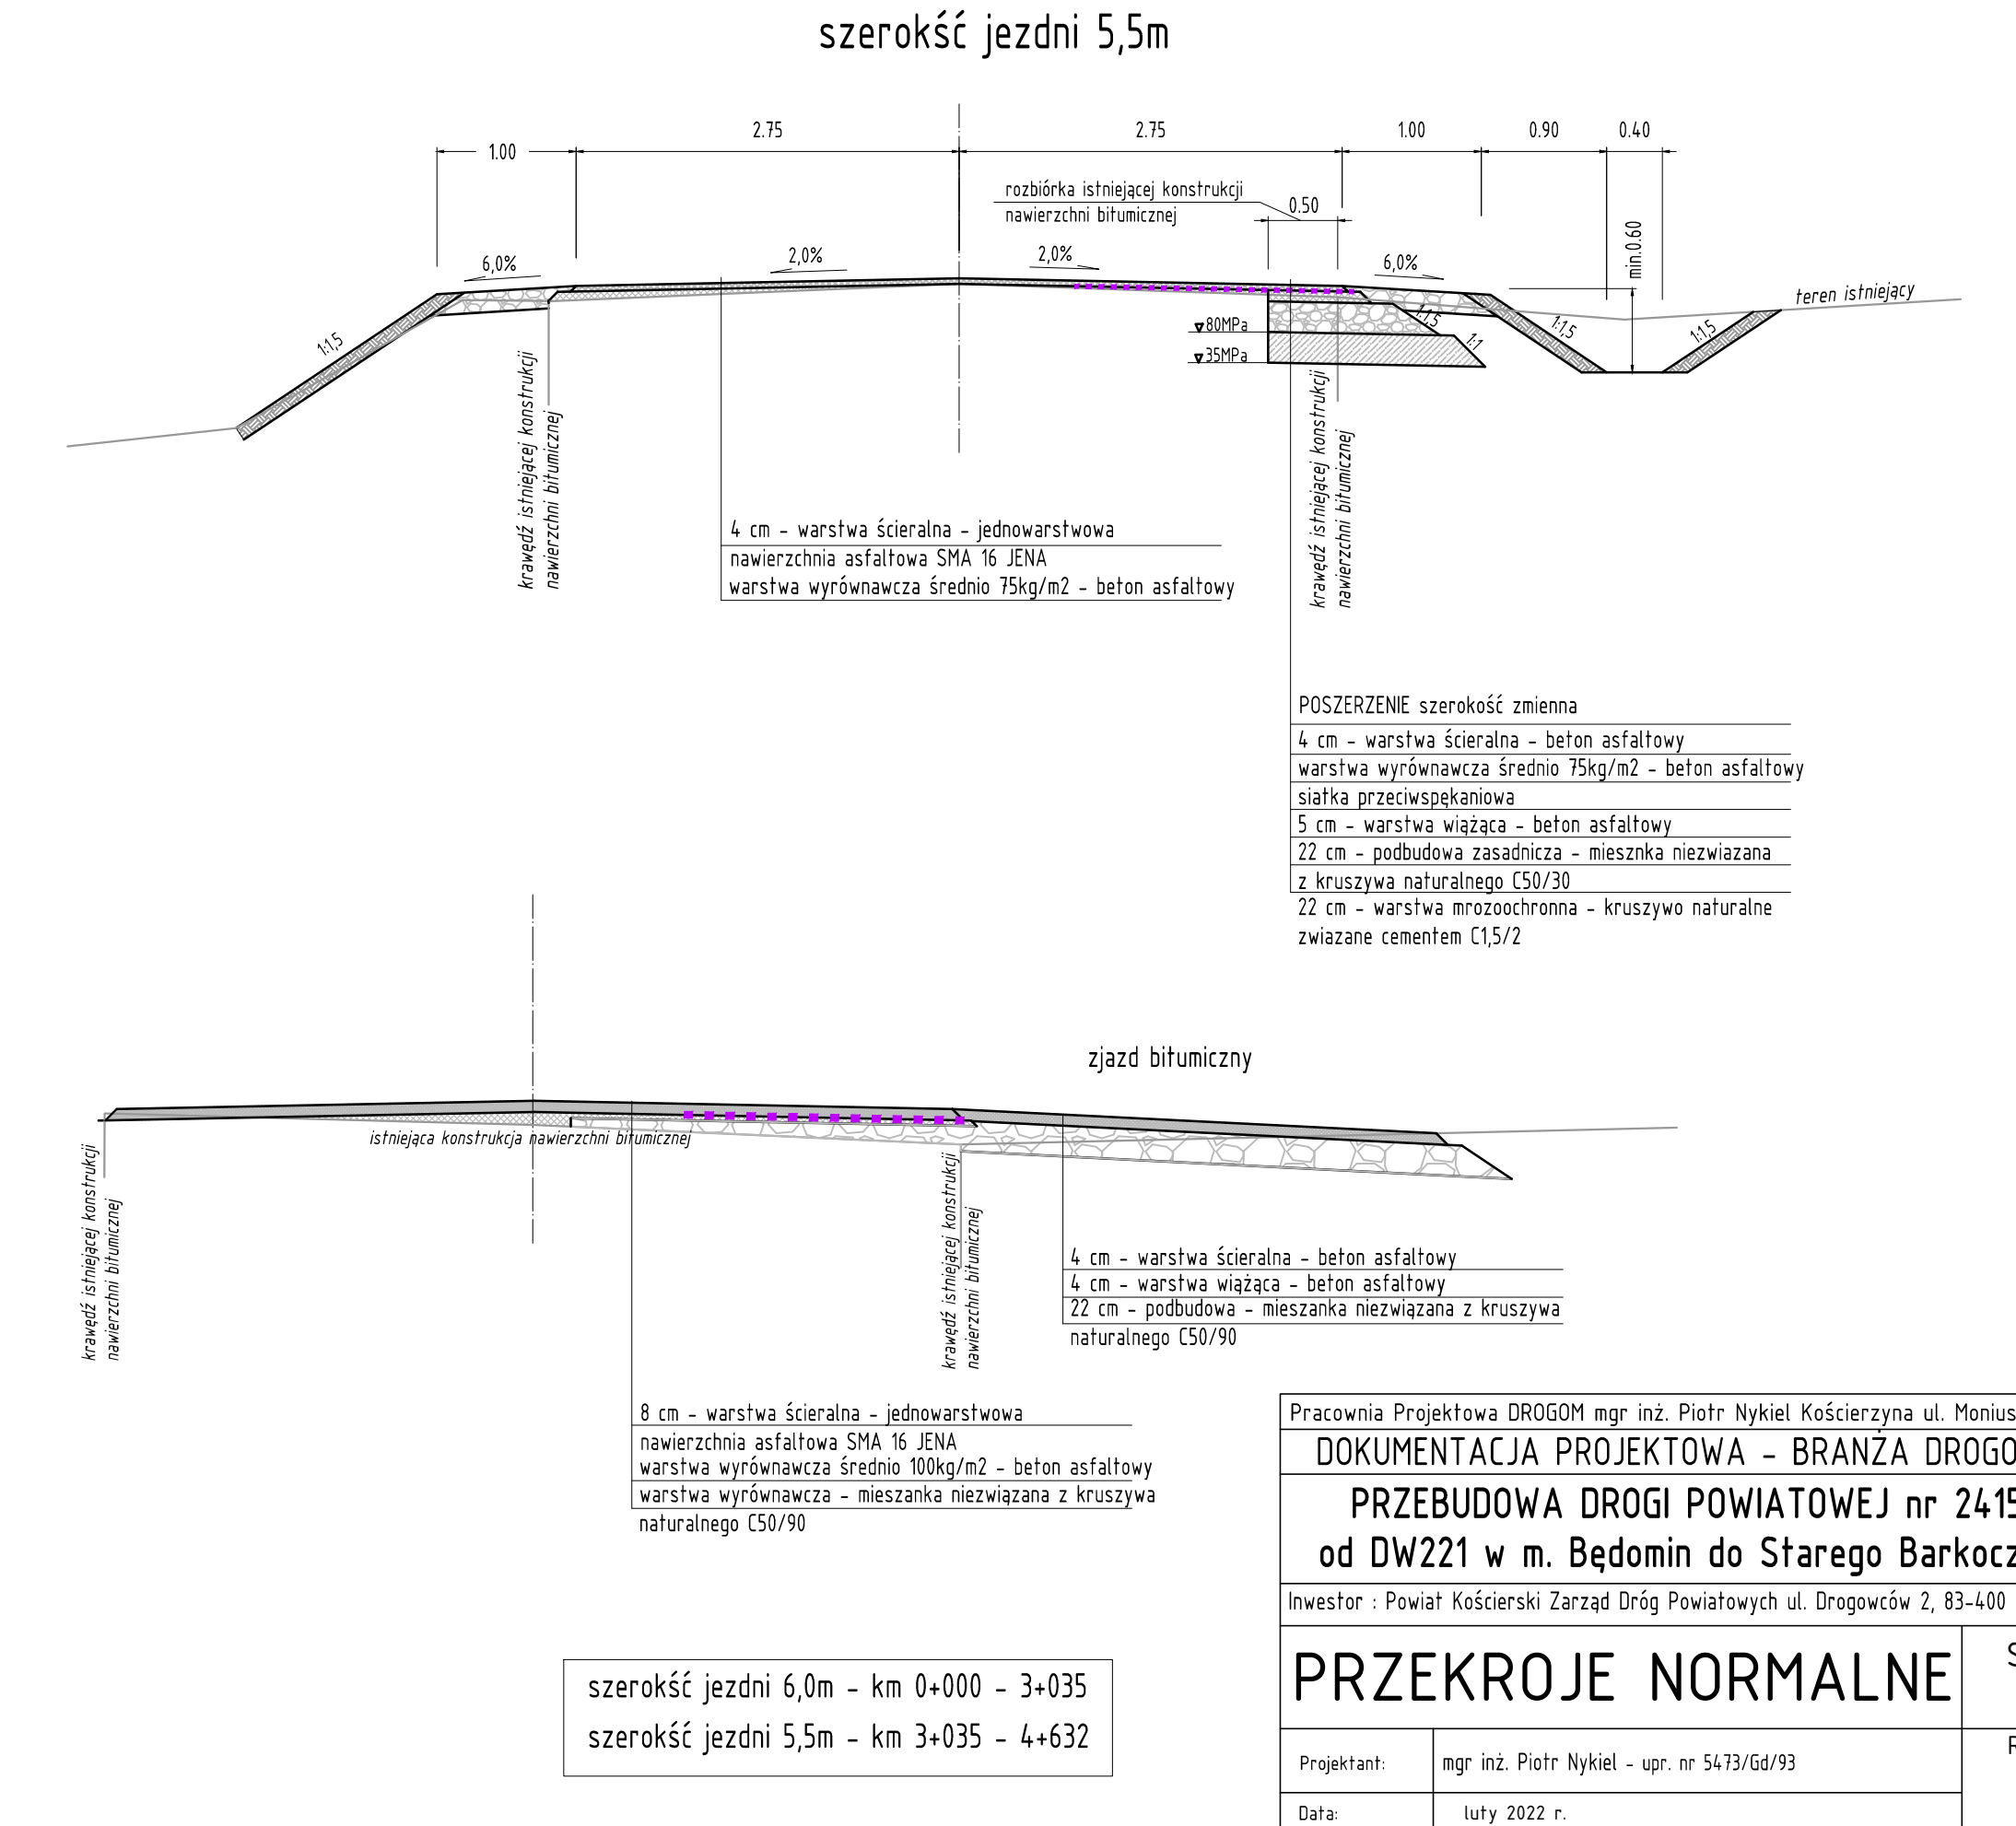 szerokść jezdni 5,5m
2.75
2.75
1.00
0.90
0.40
1.00
rozbiórka istniejącej konstrukcji
nawierzchni bitumicznej
0.50
min.0.60
6,0%
2,0%
2,0%
6,0%
teren istniejący
1:1,5
1:1,5
1:1
1:1,5
1:1,5
80MPa
35MPa
krawędź istniejącej konstrukcji
nawierzchni bitumicznej
krawędź istniejącej konstrukcji
nawierzchni bitumicznej
4 cm - warstwa ścieralna - jednowarstwowa
nawierzchnia asfaltowa SMA 16 JENA
warstwa wyrównawcza średnio 75kg/m2 - beton asfaltowy
POSZERZENIE szerokość zmienna
4 cm - warstwa ścieralna - beton asfaltowy
warstwa wyrównawcza średnio 75kg/m2 - beton asfaltowy
siatka przeciwspękaniowa
5 cm - warstwa wiążąca - beton asfaltowy
22 cm - podbudowa zasadnicza - miesznka niezwiazana
z kruszywa naturalnego C50/30
22 cm - warstwa mrozoochronna - kruszywo naturalne
zwiazane cementem C1,5/2
zjazd bitumiczny
istniejąca konstrukcja nawierzchni bitumicznej
krawędź istniejącej konstrukcji
nawierzchni bitumicznej
krawędź istniejącej konstrukcji
nawierzchni bitumicznej
4 cm - warstwa ścieralna - beton asfaltowy
4 cm - warstwa wiążąca - beton asfaltowy
22 cm - podbudowa - mieszanka niezwiązana z kruszywa
naturalnego C50/90
8 cm - warstwa ścieralna - jednowarstwowa
nawierzchnia asfaltowa SMA 16 JENA
warstwa wyrównawcza średnio 100kg/m2 - beton asfaltowy
warstwa wyrównawcza - mieszanka niezwiązana z kruszywa
naturalnego C50/90
szerokść jezdni 6,0m - km 0+000 - 3+035
szerokść jezdni 5,5m - km 3+035 - 4+632
Pracownia Projektowa DROGOM mgr inż. Piotr Nykiel Kościerzyna ul. Monius
DOKUMENTACJA PROJEKTOWA - BRANŻA DROGO
PRZEBUDOWA DROGI POWIATOWEJ nr 2415
od DW221 w m. Będomin do Starego Barkocz
Inwestor : Powiat Kościerski Zarząd Dróg Powiatowych ul. Drogowców 2, 83-400
PRZEKROJE NORMALNE
Projektant:
mgr inż. Piotr Nykiel - upr. nr 5473/Gd/93
Data:
luty 2022 r.